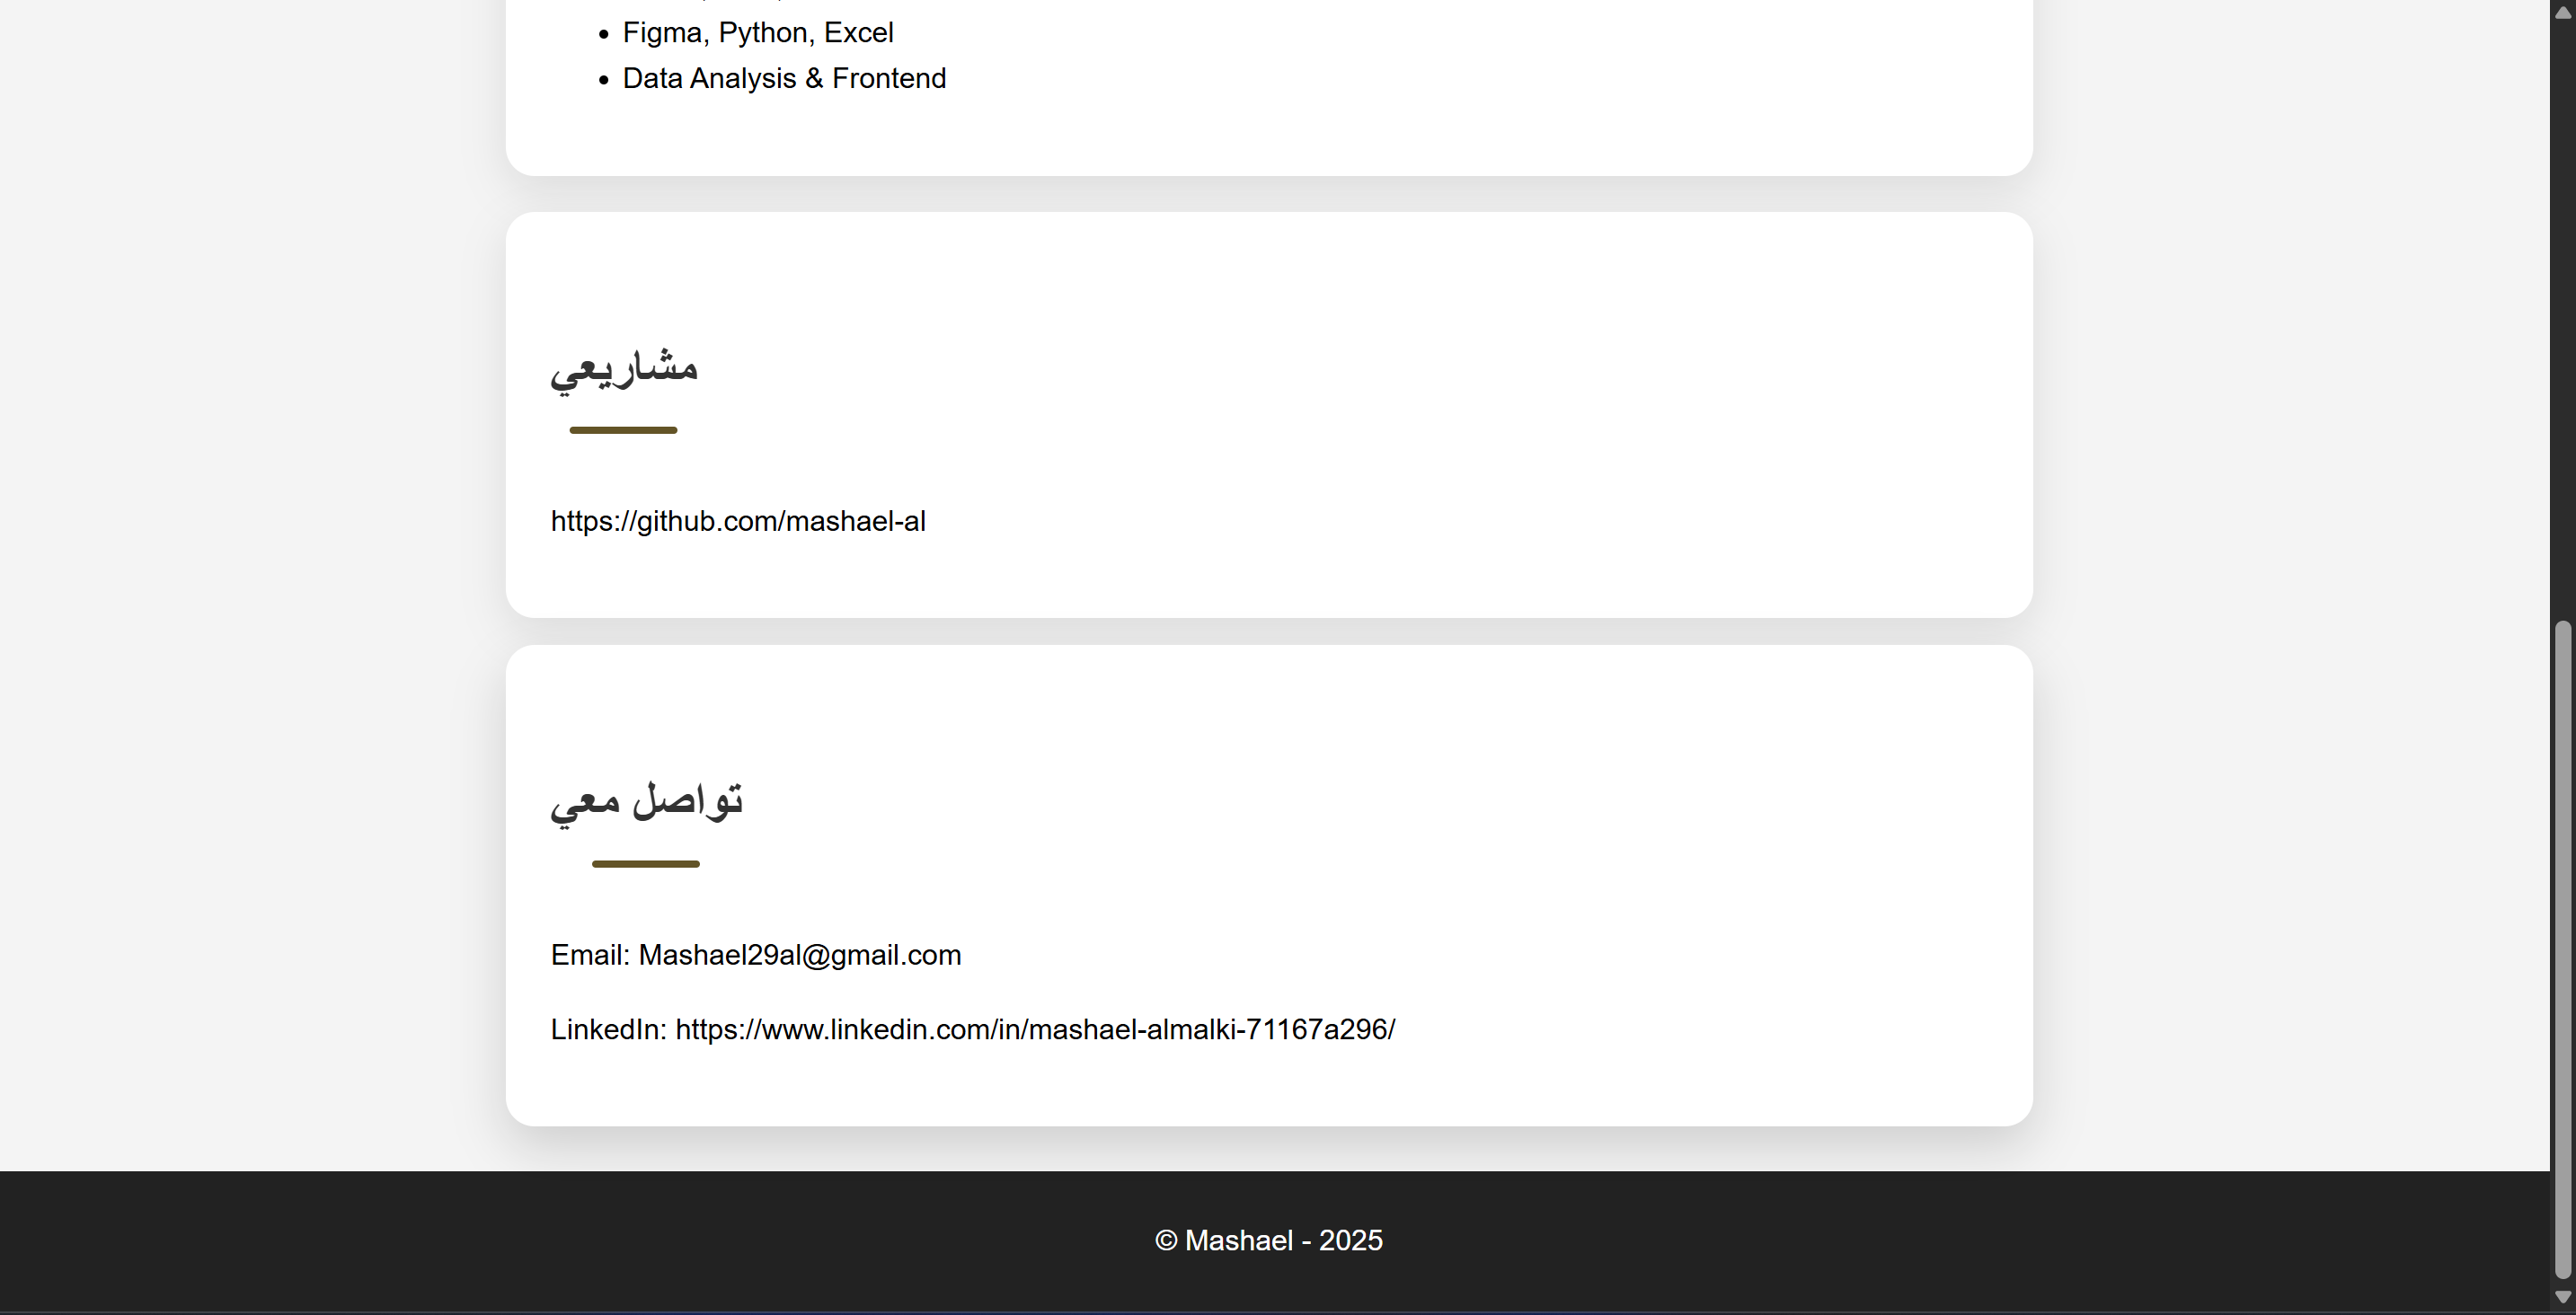 Figma, Python, Excel
Data Analysis & Frontend
مشاريعي
https://github.com/mashael-al
تواصل معي
Email: Mashael29al@gmail.com
LinkedIn: https://www.linkedin.com/in/mashael-almalki-71167a296/
© Mashael - 2025